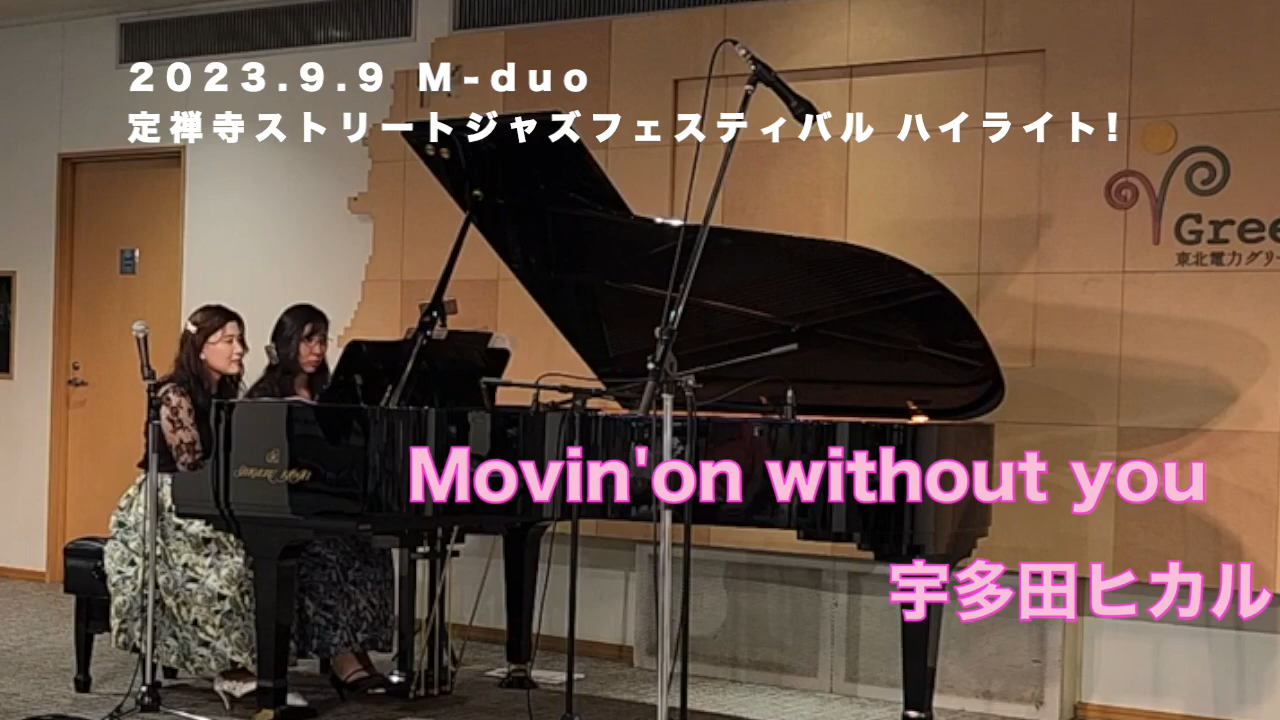 2023.9.9 M-duo
定禅寺ストリートジャズフェスティバル ハイライト!
Gree
東北電力グリー
Movin'on without you
宇多田ヒカル